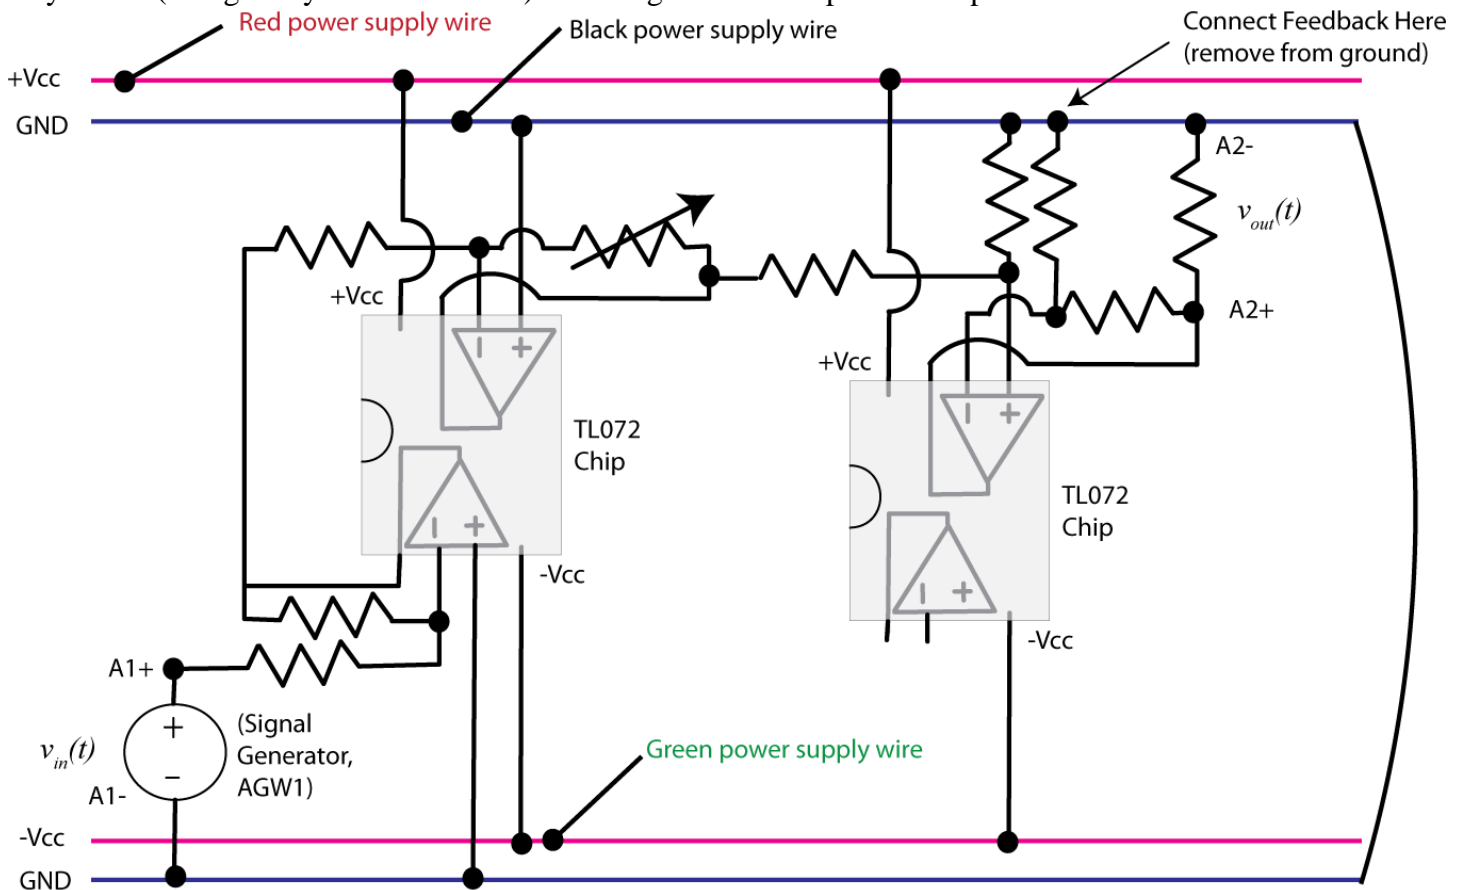 Red power supply wire
Black power supply wire
Connect Feedback Here
(remove from ground)
+Vcc
GND
A2-
vout(t)
A2+
+Vcc
+Vcc
TL072
Chip
TL072
Chip
-Vcc
-Vcc
A1+
(Signal
Generator,
AGW1)
vin(t)
A1-
Green power supply wire
-Vcc
GND